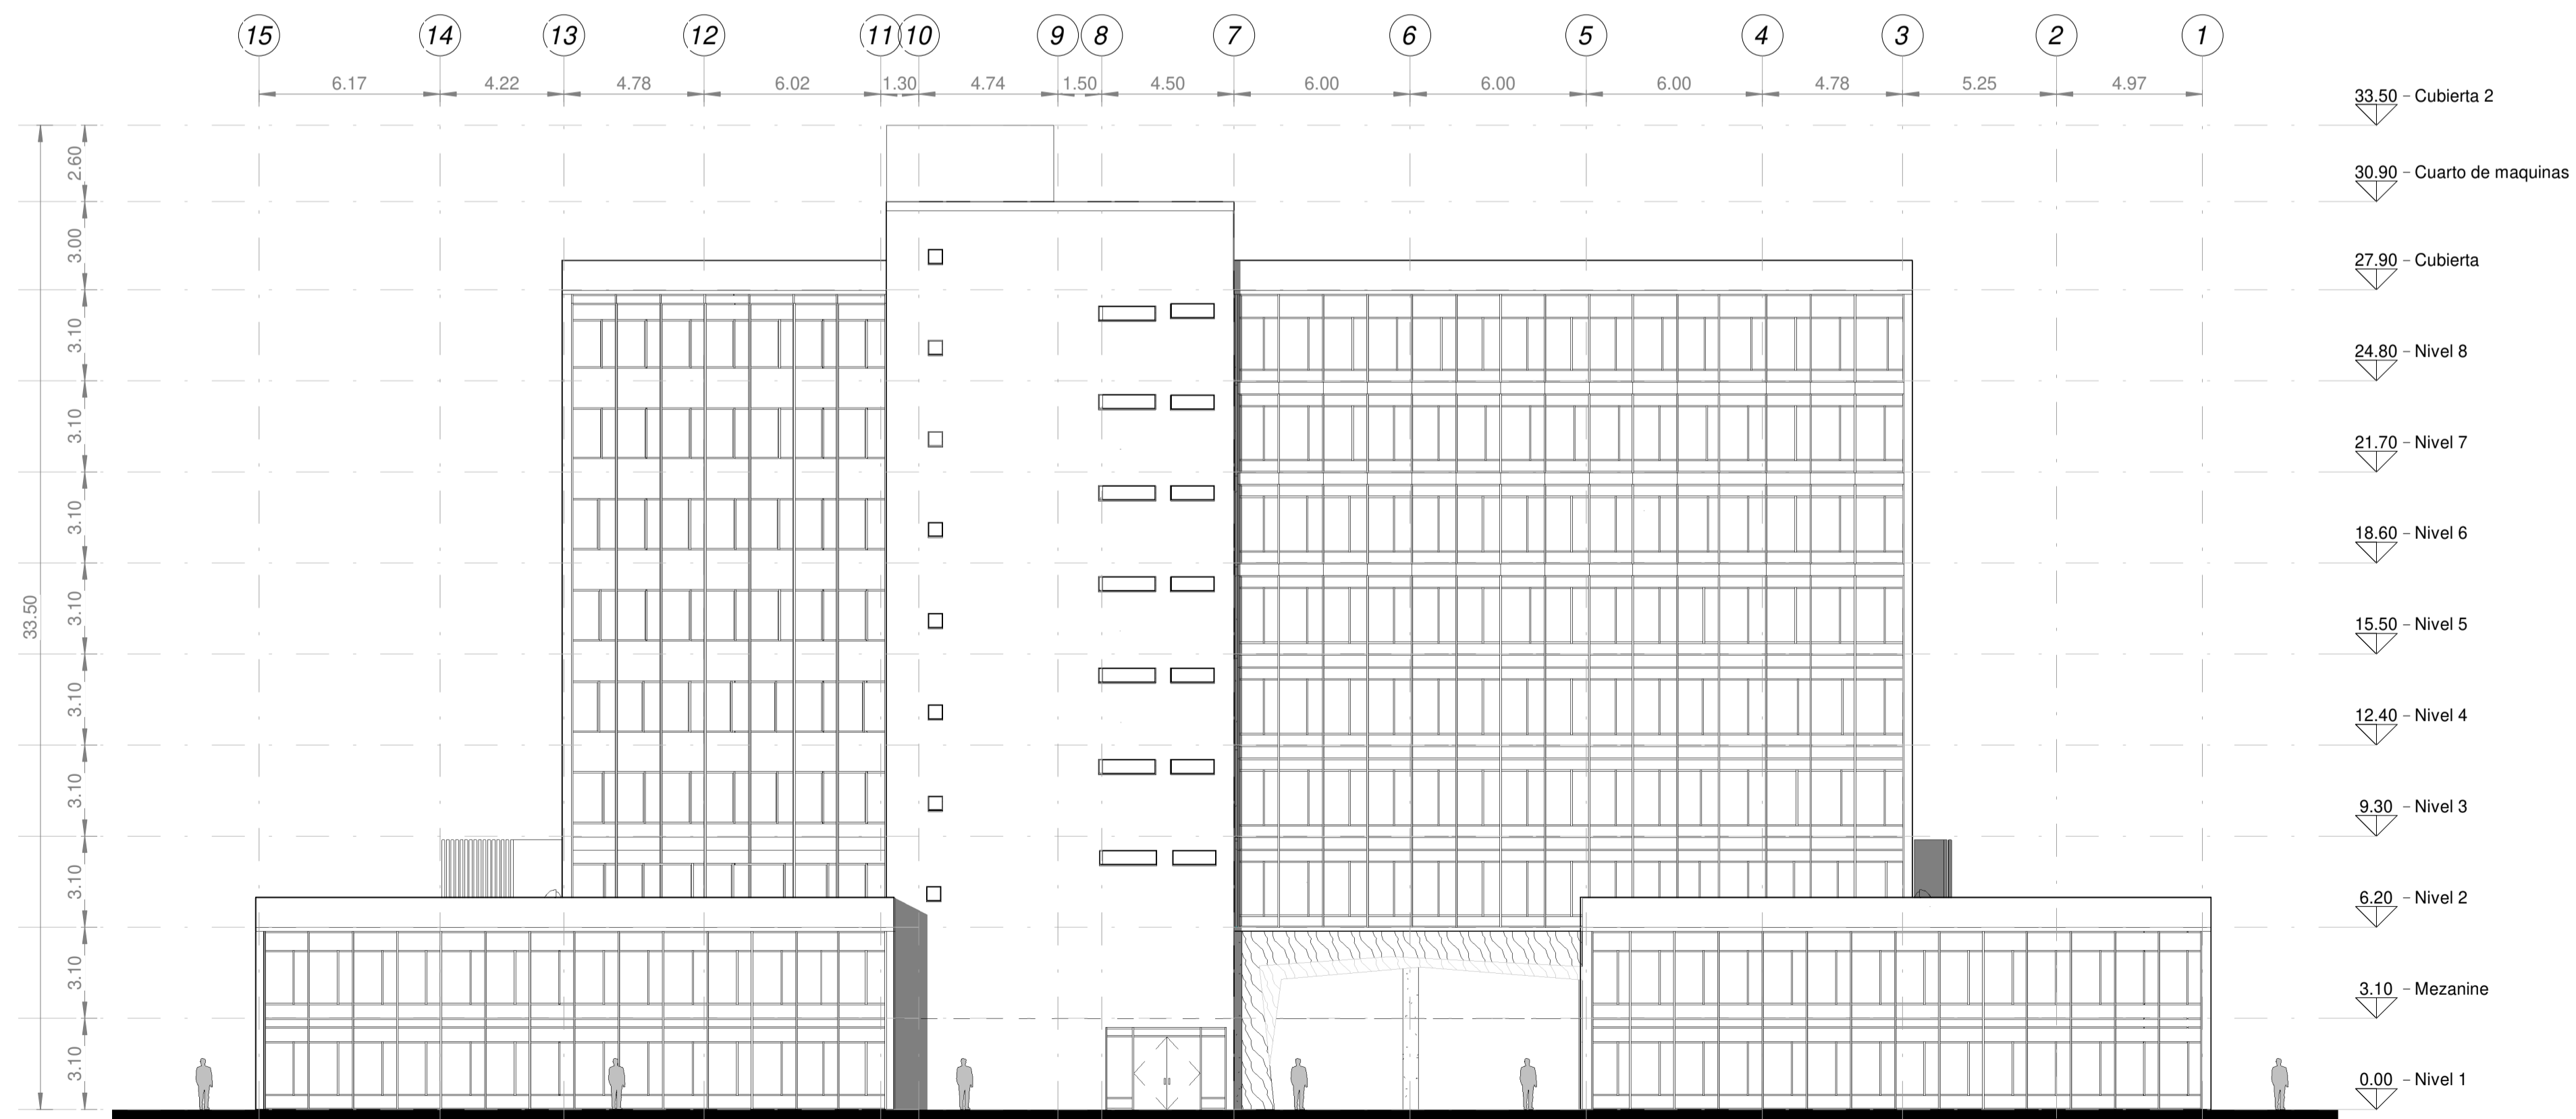 15 14 13 12 11 10 9 8 7 6 5 4 3 2 1
6.17 4.22 4.78 6.02 1.30 4.74 1.50 4.50 6.00 6.00 6.00 4.78 5.25 4.97
33.50 - Cubierta 2
2.60
30.90 - Cuarto de maquinas
3.00
27.90 - Cubierta
3.10
24.80 - Nivel 8
3.10
21.70 - Nivel 7
3.10
18.60 - Nivel 6
3.10
33.50
15.50 - Nivel 5
3.10
12.40 - Nivel 4
3.10
9.30 - Nivel 3
3.10
6.20 - Nivel 2
3.10
3.10 - Mezanine
3.10
0.00 - Nivel 1